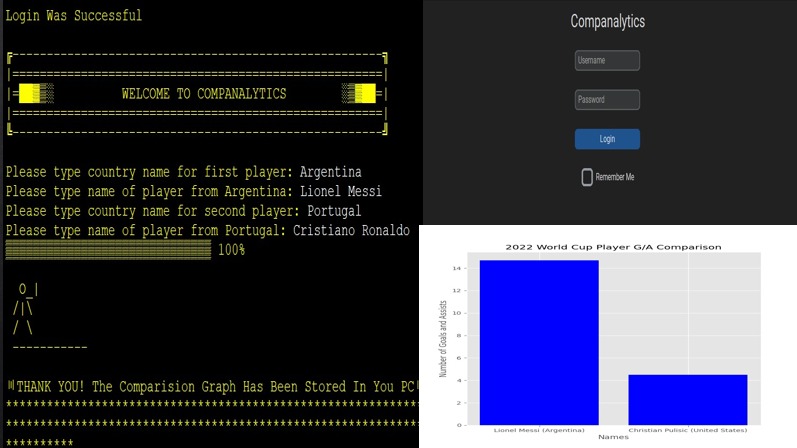 Login Was Successful
WELCOME TO COMPANALYTICS
Please type country name for first player: Argentina
Please type name of player from Argentina: Lionel Messi
Please type country name for second player: Portugal
Please type name of player from Portugal: Cristiano Ronaldo
100%
THANK YOU! The Comparision Graph Has Been Stored In You PC
Companalytics
Username
Password
Login
Remember Me
2022 World Cup Player G/A Comparison
Number of Goals and Assists
14
12
10
8
6
4
2
0
Lionel Messi (Argentina) Christian Pulisic (United States)
Names